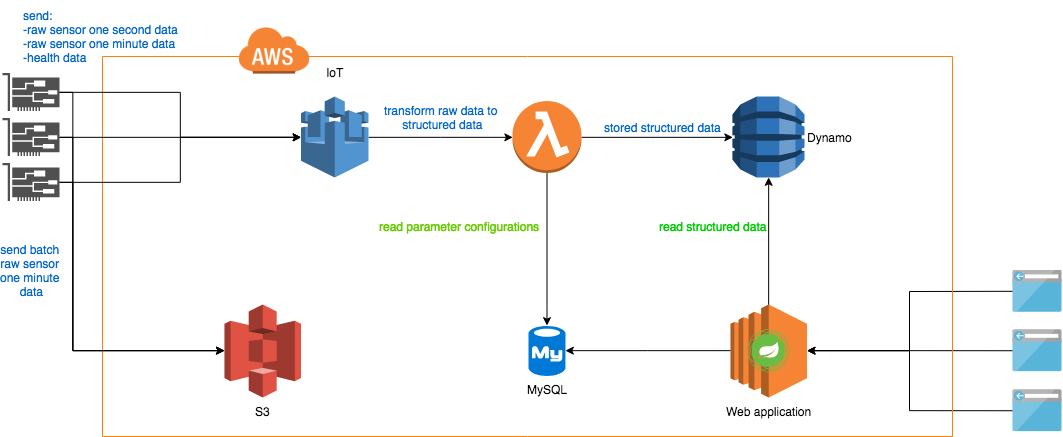 send:
-raw sensor one second data
-raw sensor one minute data
-health data
AWS
IoT
transform raw data to
structured data
stored structured data
Dynamo
read parameter configurations
read structured data
send batch
raw sensor
one minute
data
My
S3
MySQL
Web application